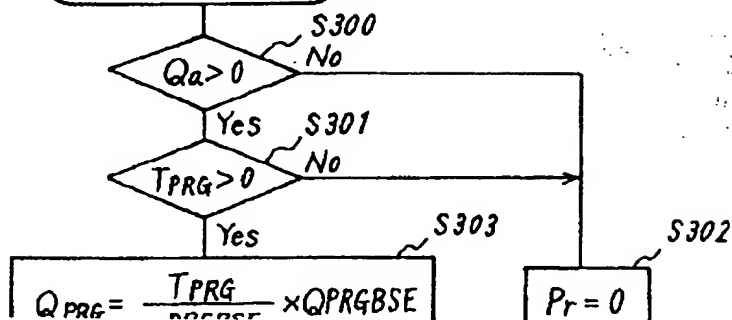 S300
Qa>0
No
Yes
S301
TPRG>0
No
Yes
S303
S302
QPRG= TPRG ×QPRGBSE
Pr=0